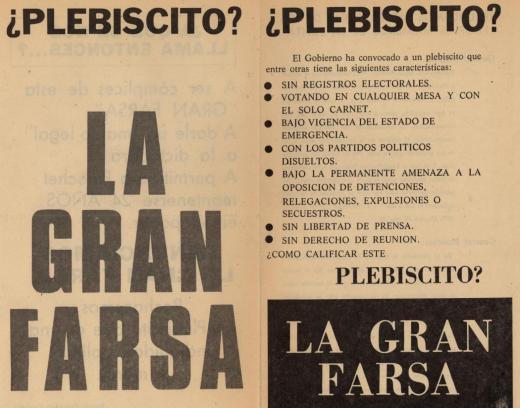 ¿PLEBISCITO?
LA
GRAN
FARSA
¿PLEBISCITO?
El Gobierno ha convocado a un plebiscito que
entre otras tiene las siguientes características:
● SIN REGISTROS ELECTORALES.
● VOTANDO EN CUALQUIER MESA Y CON
EL SOLO CARNET.
● BAJO VIGENCIA DEL ESTADO DE
EMERGENCIA.
● CON LOS PARTIDOS POLITICOS
DISUELTOS.
● BAJO LA PERMANENTE AMENAZA A LA
OPOSICION DE DETENCIONES,
RELEGACIONES, EXPULSIONES O
SECUESTROS.
● SIN LIBERTAD DE PRENSA.
● SIN DERECHO DE REUNION.
¿COMO CALIFICAR ESTE
PLEBISCITO?
LA GRAN
FARSA